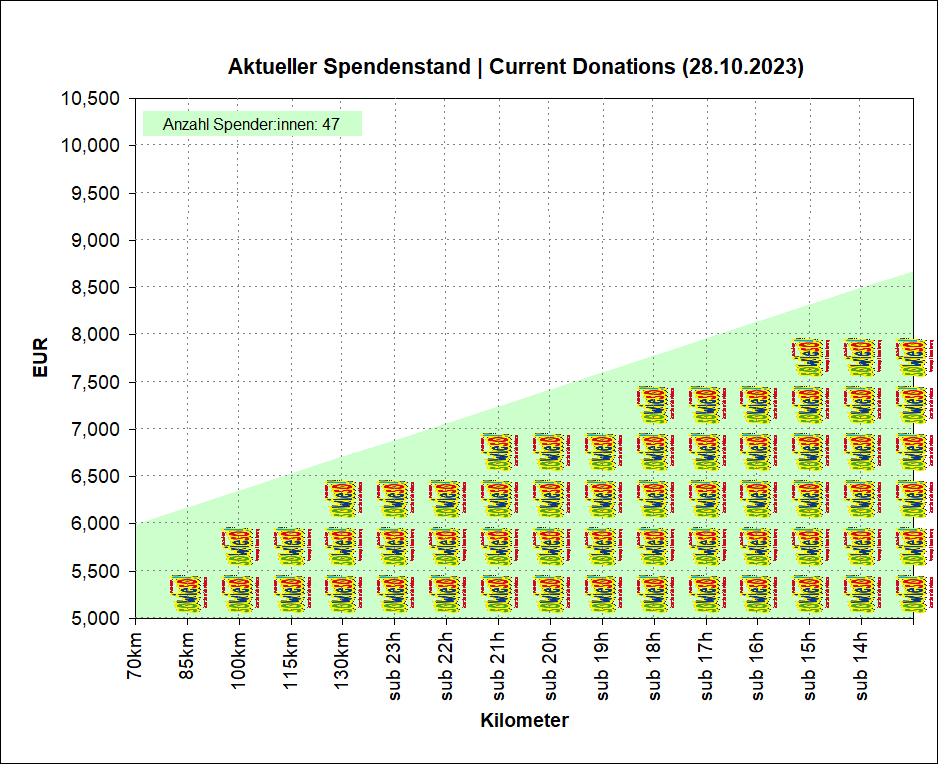 Aktueller Spendenstand | Current Donations (28.10.2023)
Anzahl Spender:innen: 47
EUR
10,500
10,000
9,500
9,000
8,500
8,000
7,500
7,000
6,500
6,000
5,500
5,000
70km
85km
100km
115km
130km
sub 23h
sub 22h
sub 21h
sub 20h
sub 19h
sub 18h
sub 17h
sub 16h
sub 15h
sub 14h
Kilometer